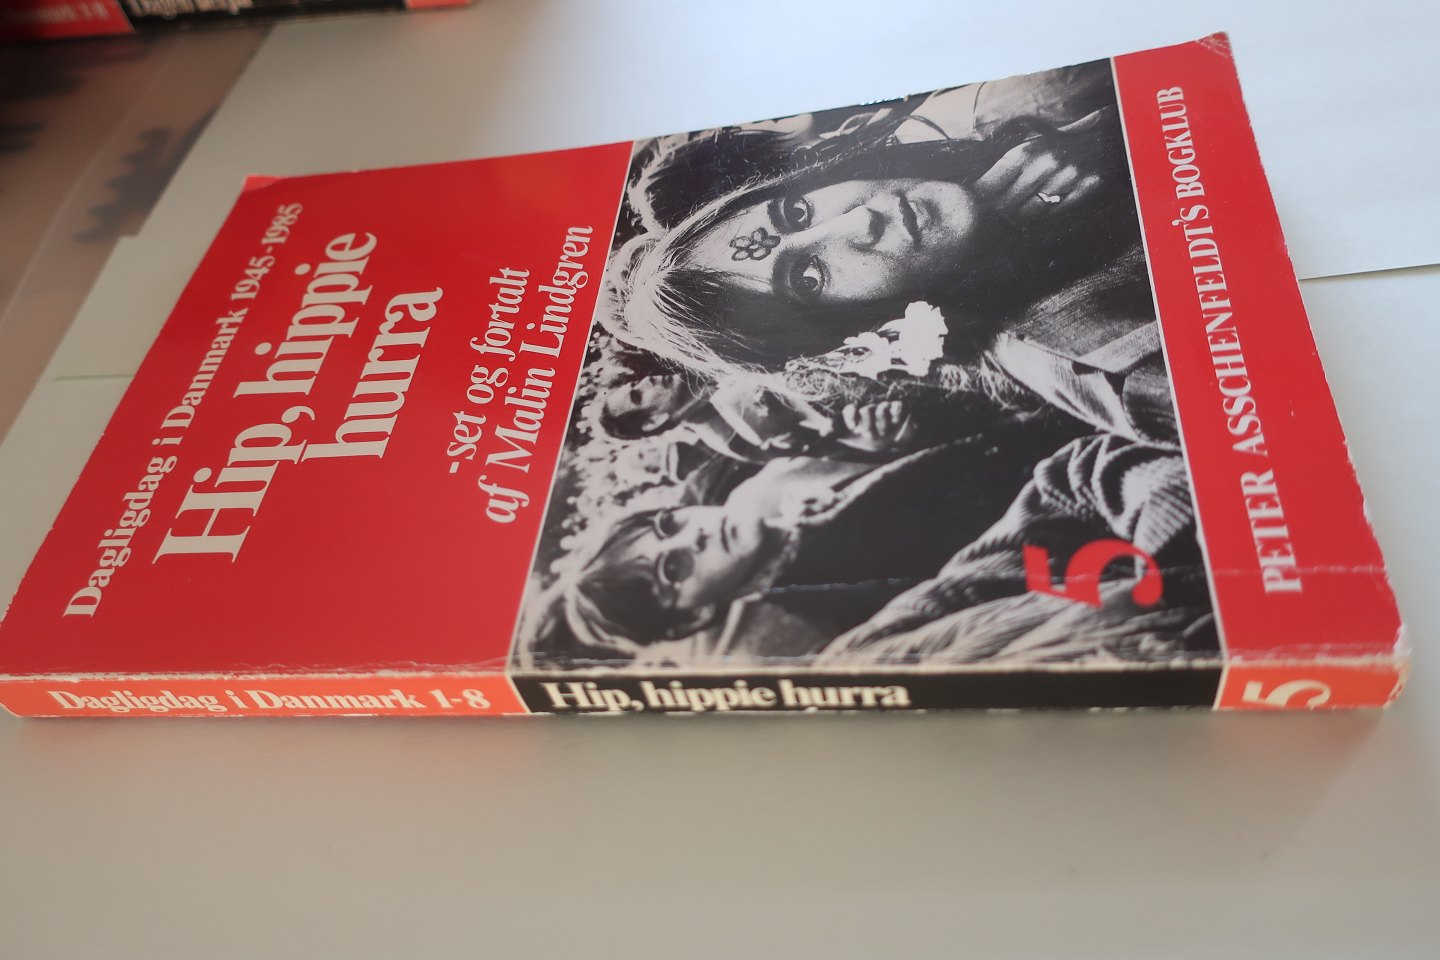 Dagligdag i Danmark 1945-1985
Hip, hippie
hurra
-set og fortalt
af Malin Lindgren
5
PETER ASSCHENFELDT'S BOGKLUB
Dagligdag i Danmark 1-8
Hip, hippie hurra
5